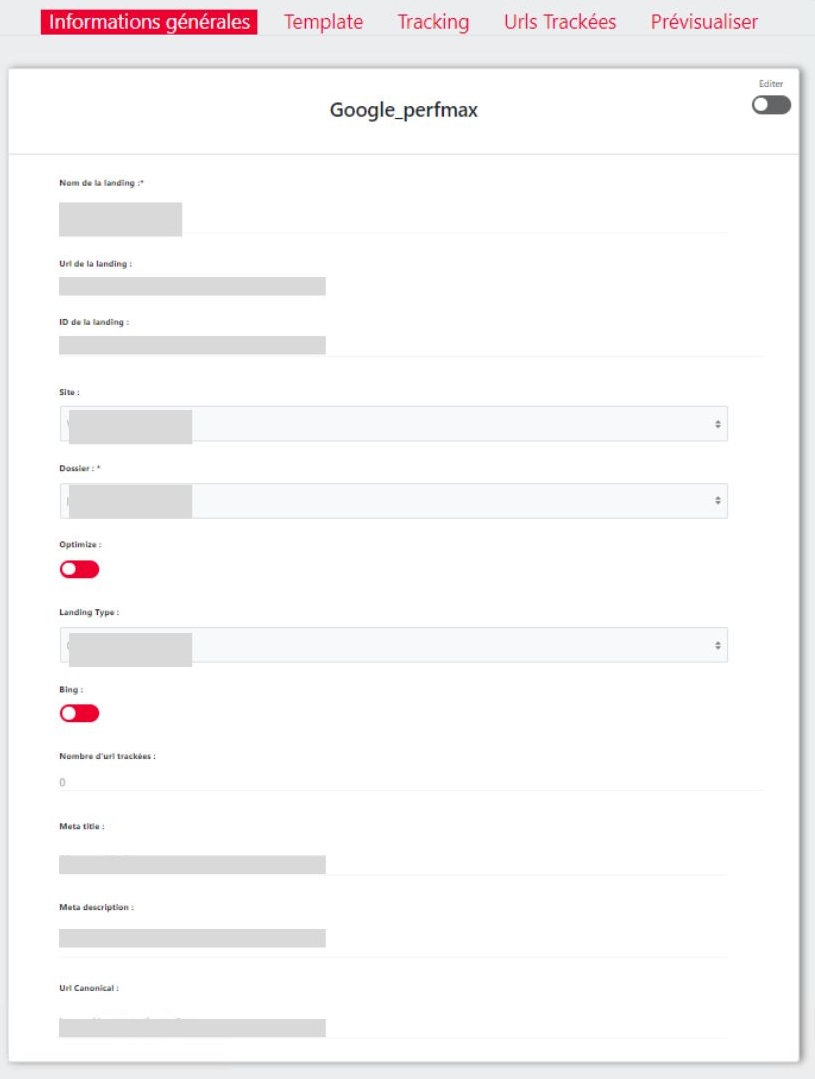 Informations générales Template Tracking Urls Trackées Prévisualiser
Editer
Google_perfmax
Nom de la landing :*
Url de la landing :
ID de la landing :
Site :
Dossier : *
Optimize :
Landing Type :
Bing :
Nombre d'url trackées :
0
Meta title :
Meta description :
Url Canonical :